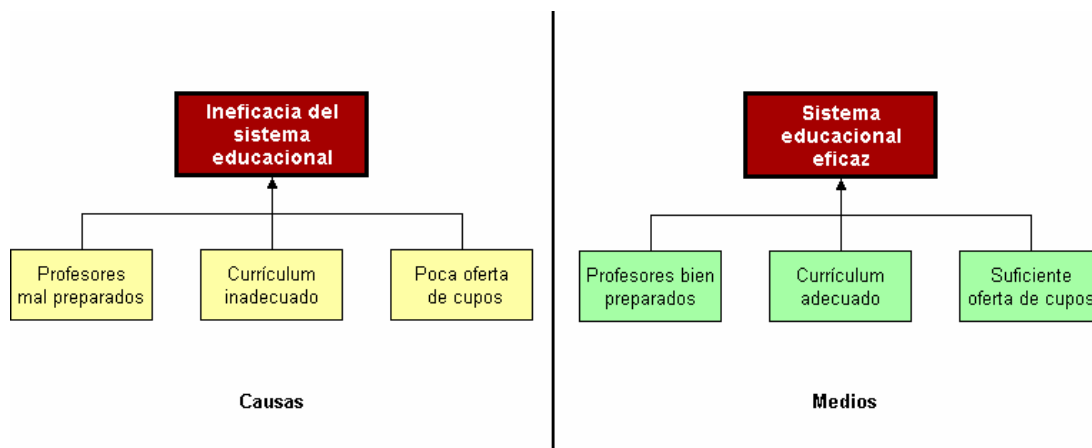 Ineficacia del
sistema
educacional
Profesores
mal preparados
Currículum
inadecuado
Poca oferta
de cupos
Causas
Sistema
educacional
eficaz
Profesores bien
preparados
Currículum
adecuado
Suficiente
oferta de cupos
Medios